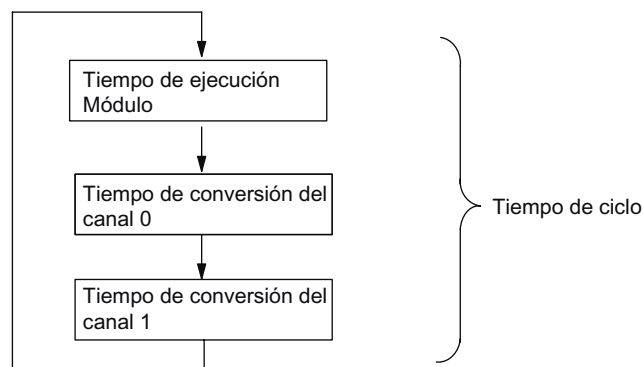 Tiempo de ejecución
Módulo
Tiempo de conversión del
canal 0
Tiempo de conversión del
canal 1
Tiempo de ciclo